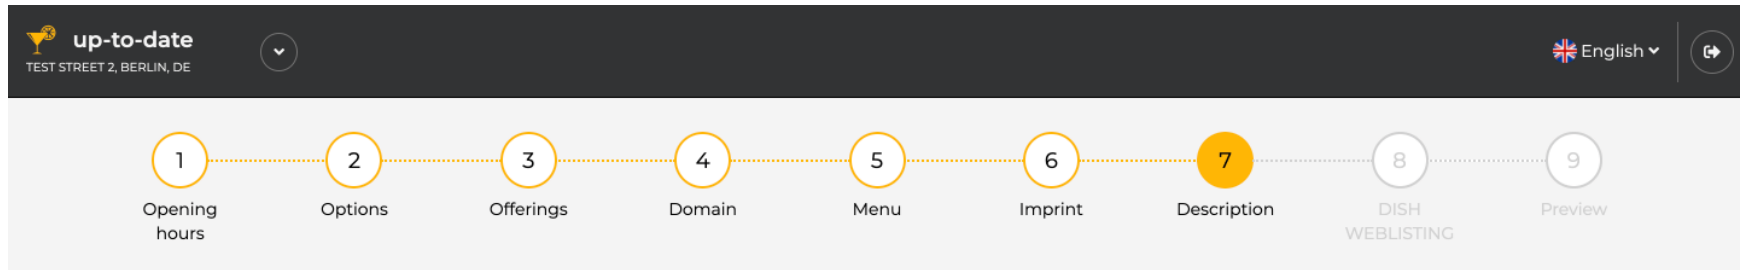 up-to-date
TEST STREET 2, BERLIN, DE
English
1
2
3
4
5
6
7
8
9
Opening
hours
Options
Offerings
Domain
Menu
Imprint
Description
DISH
WEBLISTING
Preview